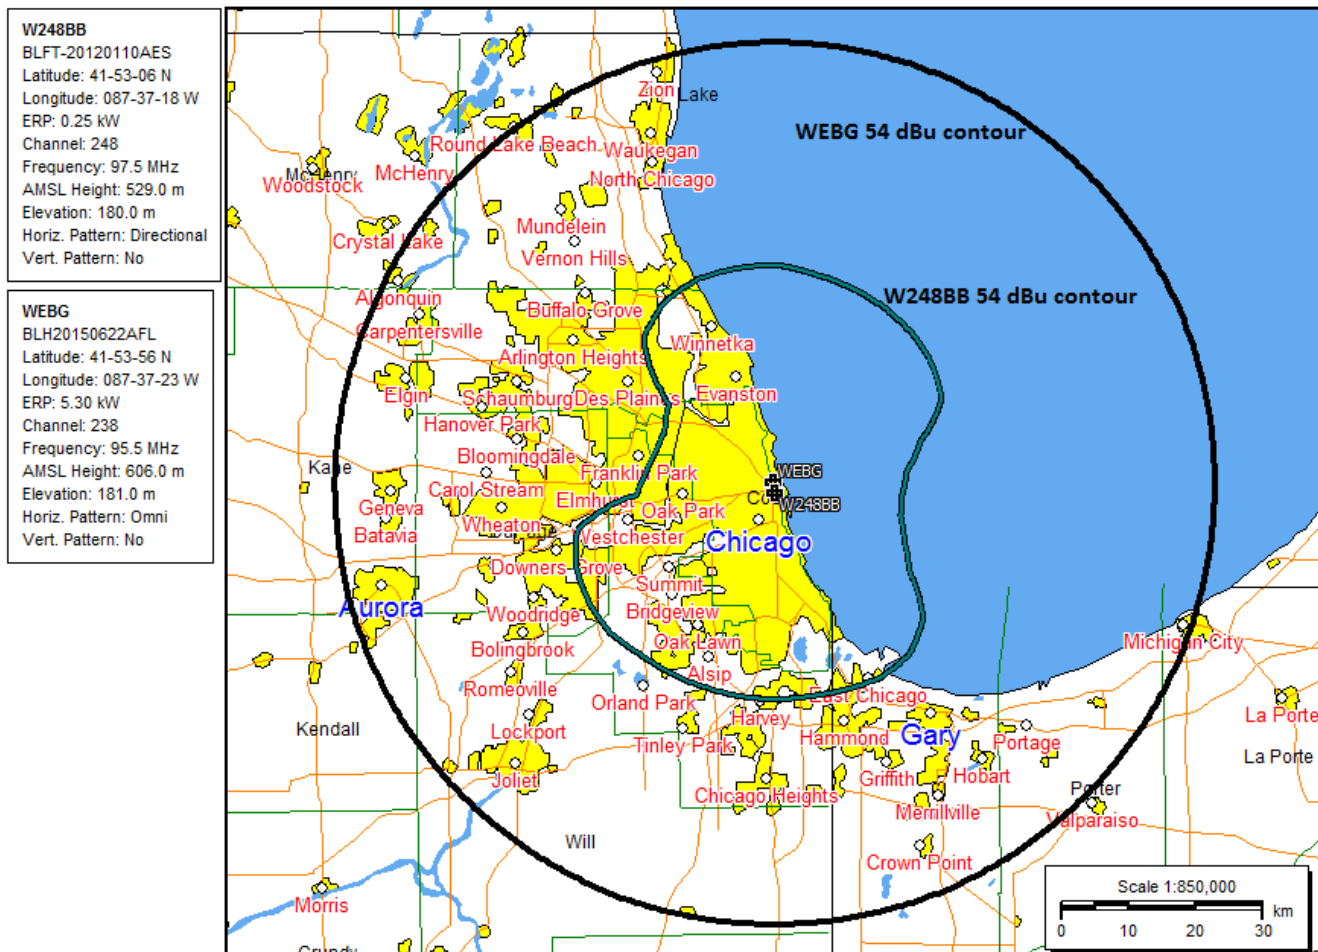 W248BB
BLFT-20120110AES
Latitude: 41-53-06 N
Longitude: 087-37-18 W
ERP: 0.25 kW
Channel: 248
Frequency: 97.5 MHz
AMSL Height: 529.0 m
Elevation: 180.0 m
Horiz. Pattern: Directional
Vert. Pattern: No
WEBG
BLH20150622AFL
Latitude: 41-53-56 N
Longitude: 087-37-23 W
ERP: 5.30 kW
Channel: 238
Frequency: 95.5 MHz
AMSL Height: 606.0 m
Elevation: 181.0 m
Horiz. Pattern: Omni
Vert. Pattern: No
Zion
Lake
WEBG 54 dBu contour
Round Lake Beach
Waukegan
McHenry
McHenry
Woodstock
North Chicago
Mundelein
Crystal Lake
Vernon Hills
Algonquin
W248BB 54 dBu contour
Buffalo Grove
Carpentersville
Winnetka
Arlington Heights
Elgin
Schaumburg
Des Plaines
Evanston
Hanover Park
Bloomingdale
Kane
Franklin Park
WEBG
Carol Stream
Elmhurst
W248BB
Geneva
Oak Park
Wheaton
Batavia
Westchester
Chicago
Downers Grove
Summit
Aurora
Woodridge
Bridgeview
Oak Lawn
Michigan City
Bolingbrook
Alsip
Romeoville
Orland Park
East Chicago
La Porte
Harvey
Kendall
Lockport
Hammond
Gary
Portage
Tinley Park
La Porte
Joliet
Griffith
Hobart
Porter
Chicago Heights
Merrillville
Valparaiso
Will
Crown Point
Scale 1:850,000
Morris
0 10 20 30
km
Grundy